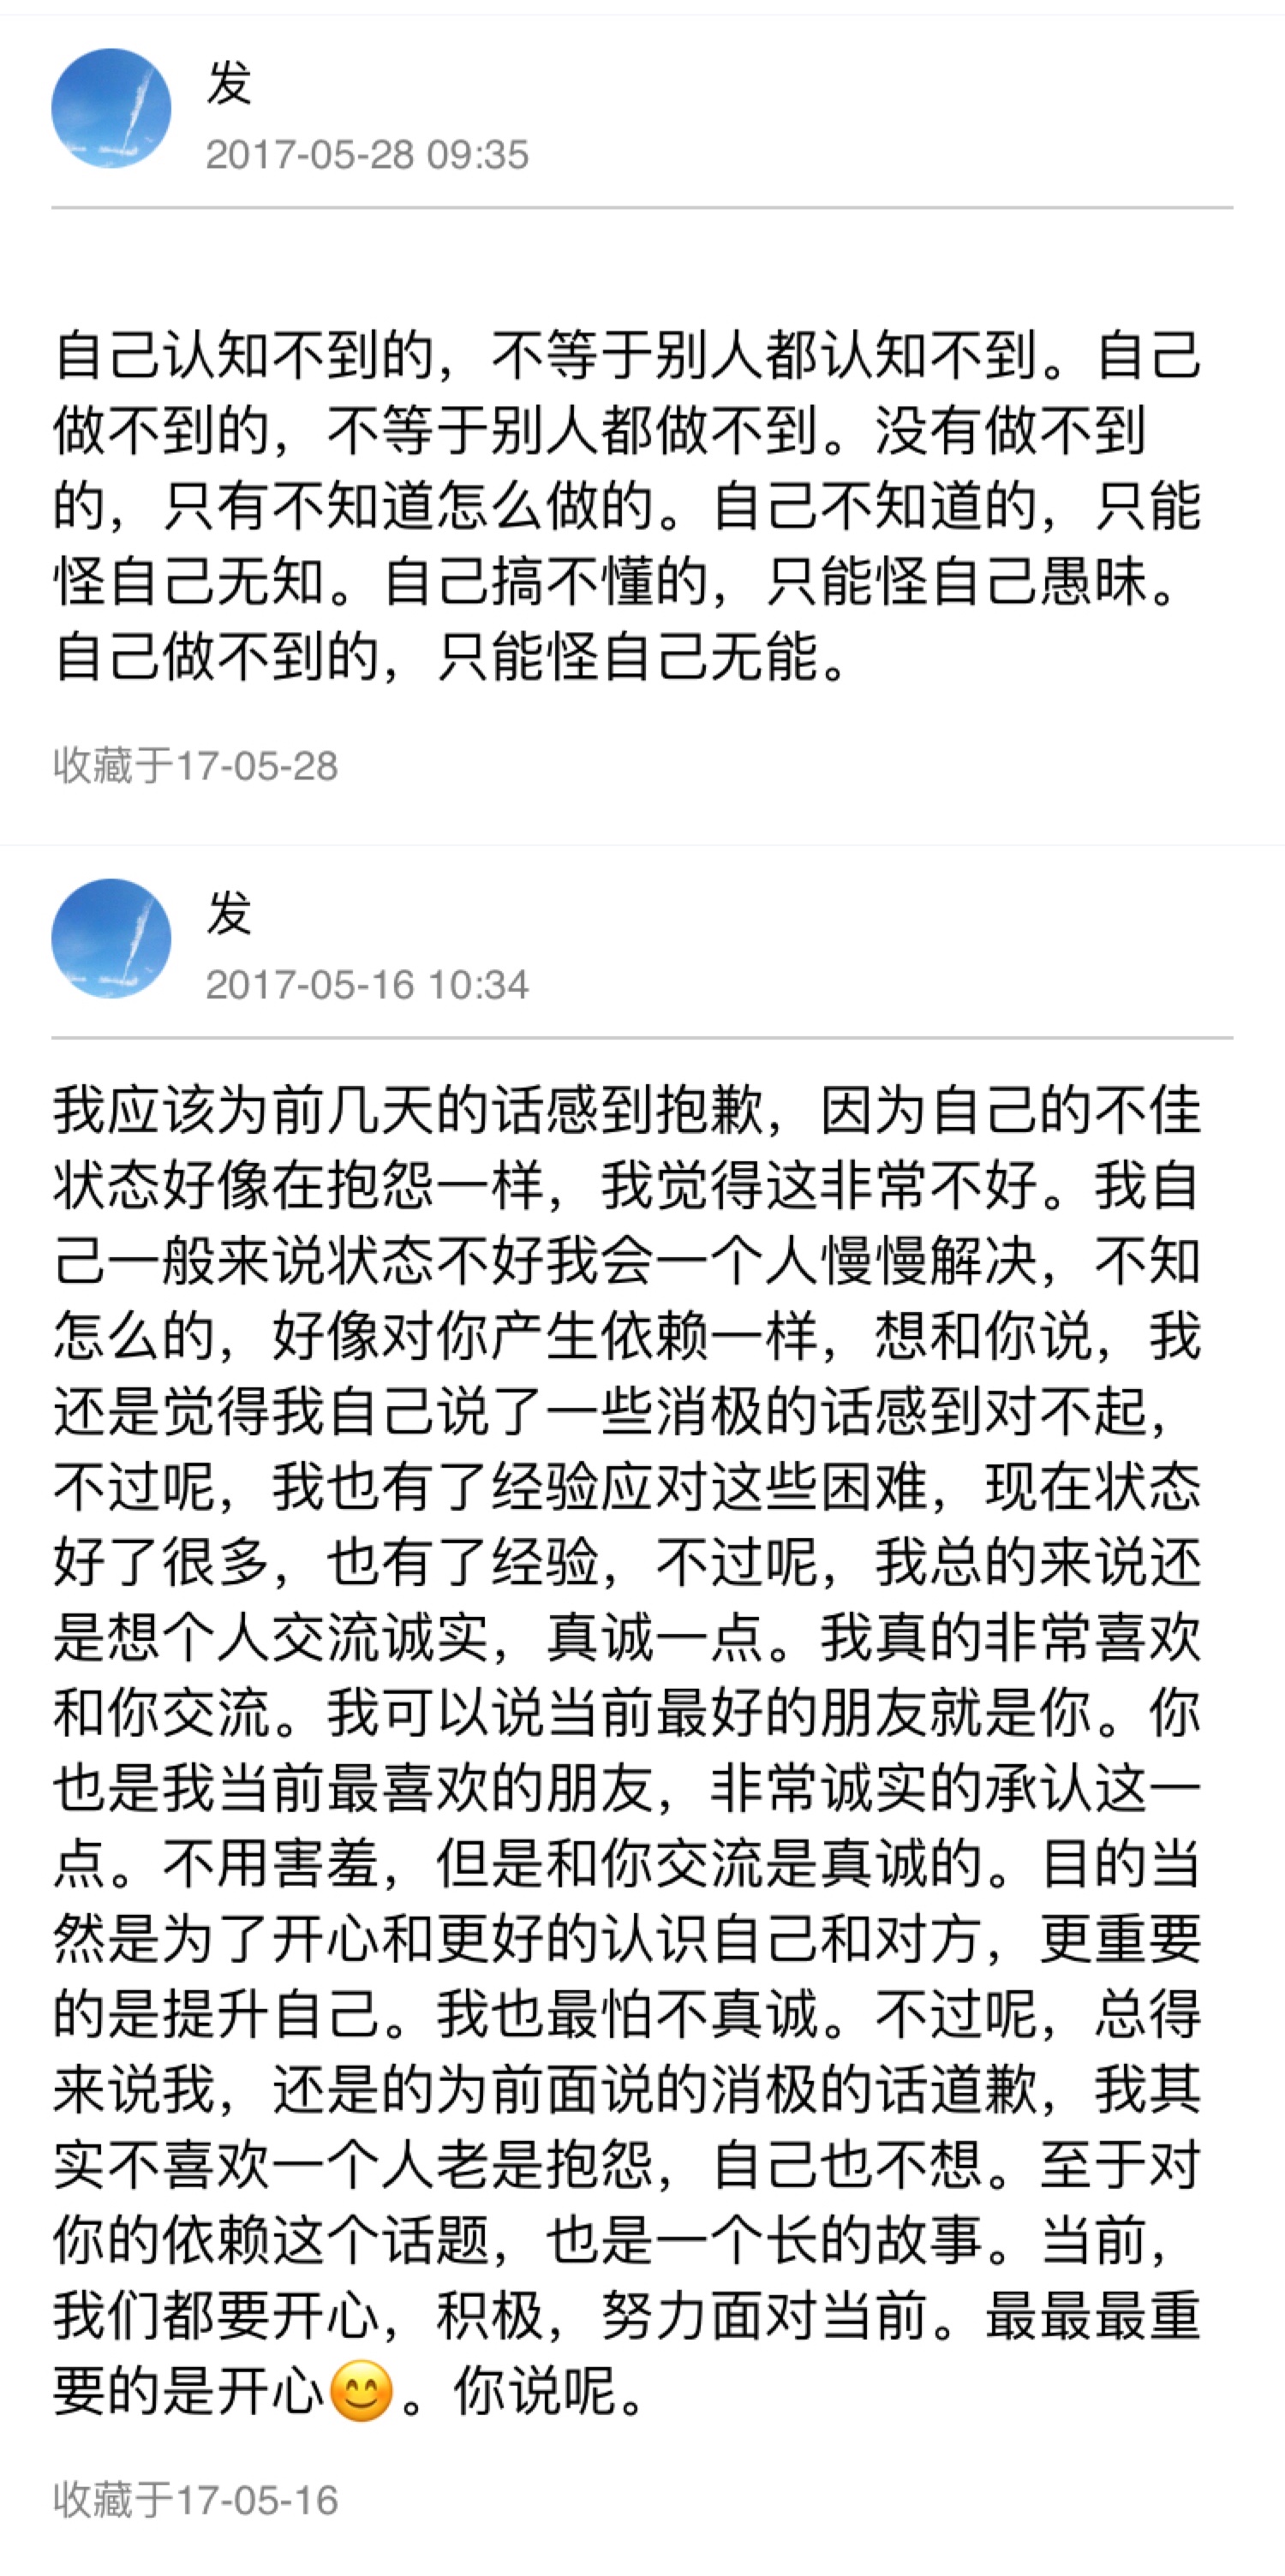 发
2017-05-28 09:35
自己认知不到的，不等于别人都认知不到。自己
做不到的，不等于别人都做不到。没有做不到
的，只有不知道怎么做的。自己不知道的，只能
怪自己无知。自己搞不懂的，只能怪自己愚昧。
自己做不到的，只能怪自己无能。
收藏于17-05-28
发
2017-05-16 10:34
我应该为前几天的话感到抱歉，因为自己的不佳
状态好像在抱怨一样，我觉得这非常不好。我自
己一般来说状态不好我会一个人慢慢解决，不知
怎么的，好像对你产生依赖一样，想和你说，我
还是觉得我自己说了一些消极的话感到对不起，
不过呢，我也有了经验应对这些困难，现在状态
好了很多，也有了经验，不过呢，我总的来说还
是想个人交流诚实，真诚一点。我真的非常喜欢
和你交流。我可以说当前最好的朋友就是你。你
也是我当前最喜欢的朋友，非常诚实的承认这一
点。不用害羞，但是和你交流是真诚的。目的当
然是为了开心和更好的认识自己和对方，更重要
的是提升自己。我也最怕不真诚。不过呢，总得
来说我，还是的为前面说的消极的话道歉，我其
实不喜欢一个人老是抱怨，自己也不想。至于对
你的依赖这个话题，也是一个长的故事。当前，
我们都要开心，积极，努力面对当前。最最最重
要的是开心😊。你说呢。
收藏于17-05-16